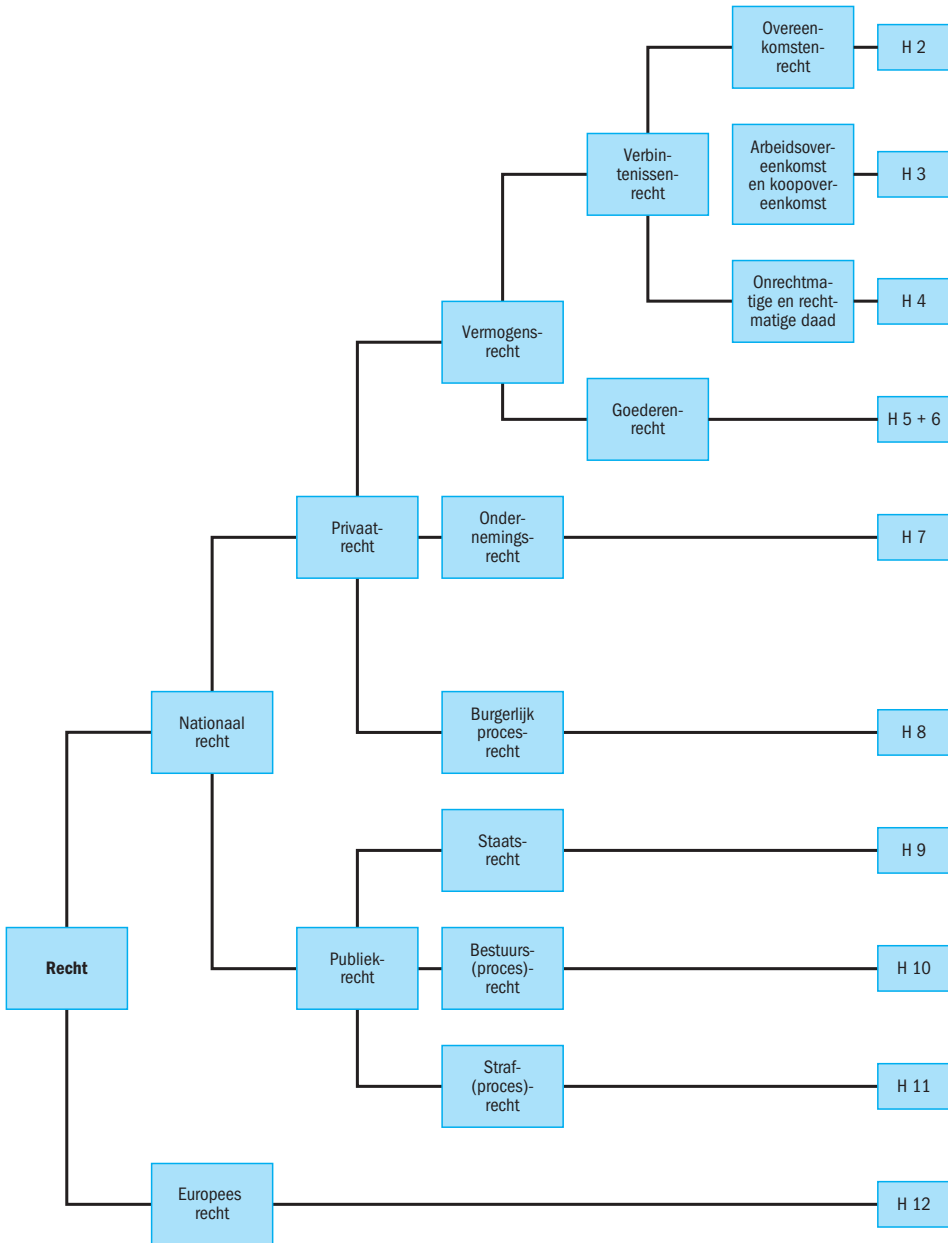 Overeen-
komsten-
recht
H 2
Verbin-
tenissen-
recht
Arbeidsover-
eenkomst
en koopover-
eenkomst
H 3
Onrechtma-
tige en recht-
matige daad
H 4
Vermogens-
recht
Goederen-
recht
H 5 + 6
Privaat-
recht
Onder-
nemings-
recht
H 7
Nationaal
recht
Burgerlijk
proces-
recht
H 8
Staats-
recht
H 9
Recht
Publiek-
recht
Bestuurs-
(proces)-
recht
H 10
Straf-
(proces)-
recht
H 11
Europees
recht
H 12